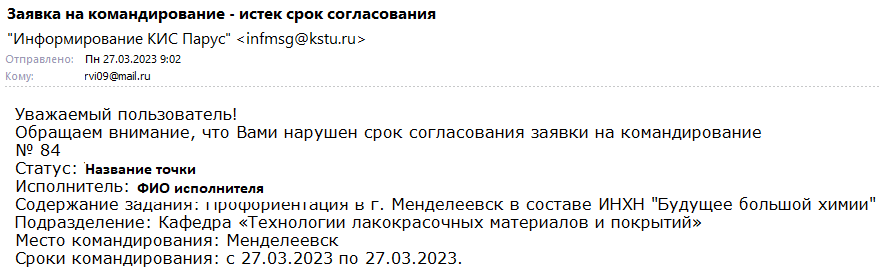 Заявка на командирование - истек срок согласования
"Информирование КИС Парус" <infmsg@kstu.ru>
Отправлено: Пн 27.03.2023 9:02
Кому: rvi09@mail.ru
Уважаемый пользователь!
Обращаем внимание, что Вами нарушен срок согласования заявки на командирование
№ 84
Статус: Название точки
Исполнитель: ФИО исполнителя
Содержание задания: Профориентация в г. Менделеевск в составе ИНХН "Будущее большой химии"
Подразделение: Кафедра «Технологии лакокрасочных материалов и покрытий»
Место командирования: Менделеевск
Сроки командирования: с 27.03.2023 по 27.03.2023.